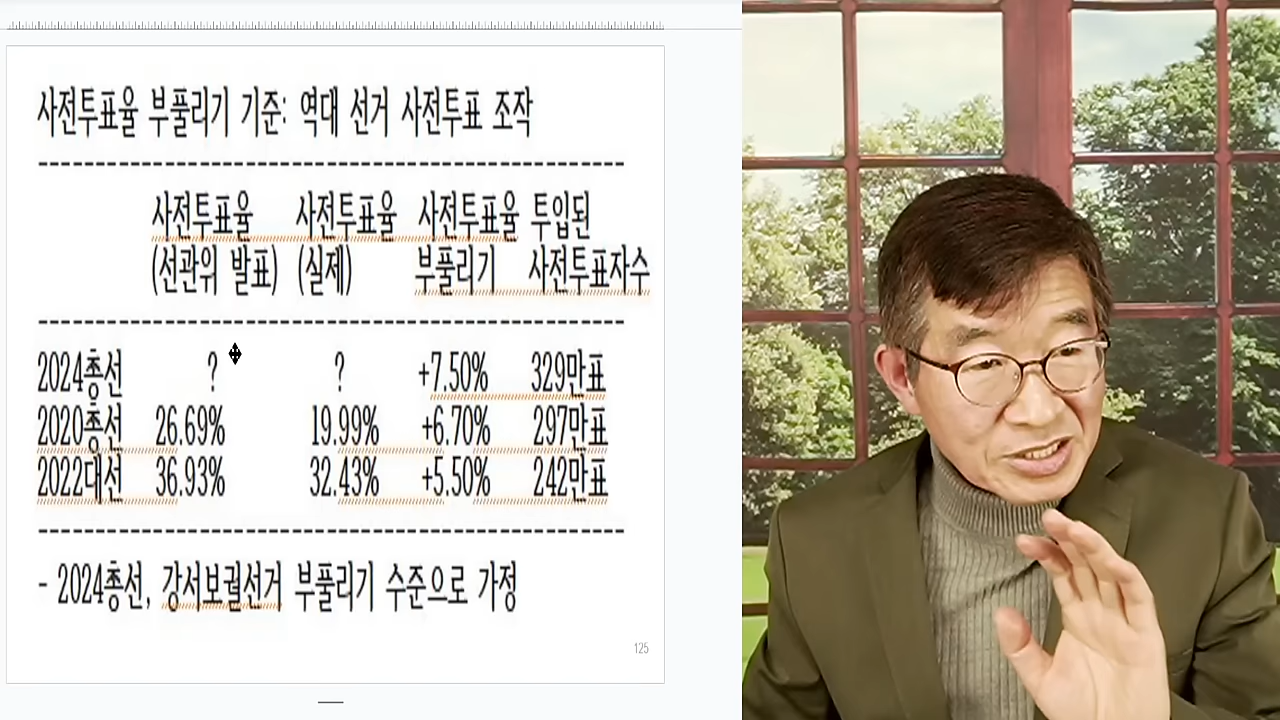 사전투표율 부풀리기 기준: 역대 선거 사전투표 조작
사전투표율 사전투표율 사전투표율 투입된
(선관위 발표) (실제) 부풀리기 사전투표자수
2024총선 ? ? +7.50% 329만표
2020총선 26.69% 19.99% +6.70% 297만표
2022대선 36.93% 32.43% +5.50% 242만표
- 2024총선, 강서보궐선거 부풀리기 수준으로 가정
125